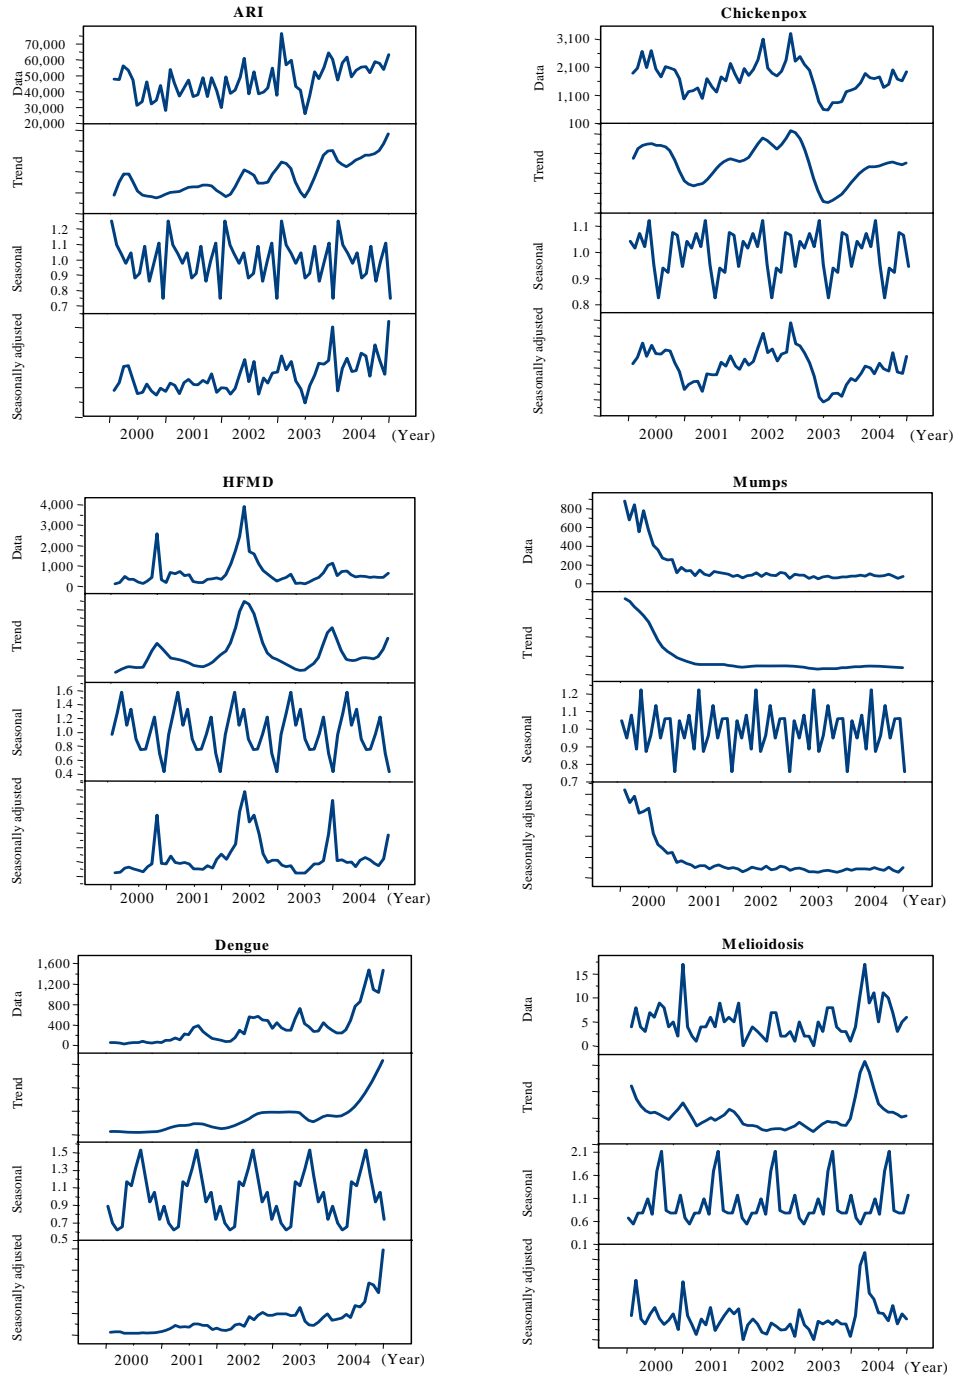 ARI
Data
70,000
60,000
50,000
40,000
30,000
20,000
Trend
Seasonal
1.2
1.1
1.0
0.9
0.7
Seasonally adjusted
2000 2001 2002 2003 2004 (Year)
Chickenpox
Data
3,100
2,100
1,100
100
Trend
Seasonal
1.1
1.0
0.9
0.8
Seasonally adjusted
2000 2001 2002 2003 2004 (Year)
HFMD
Data
4,000
3,000
2,000
1,000
0
Trend
Seasonal
1.6
1.4
1.2
1.0
0.8
0.6
0.4
Seasonally adjusted
2000 2001 2002 2003 2004 (Year)
Mumps
Data
800
600
400
200
0
Trend
Seasonal
1.2
1.1
1.0
0.9
0.8
0.7
Seasonally adjusted
2000 2001 2002 2003 2004 (Year)
Dengue
Data
1,600
1,200
800
400
0
Trend
Seasonal
1.5
1.3
1.1
0.9
0.7
0.5
Seasonally adjusted
2000 2001 2002 2003 2004 (Year)
Melioidosis
Data
15
10
5
0
Trend
Seasonal
2.1
1.6
1.1
0.6
0.1
Seasonally adjusted
2000 2001 2002 2003 2004 (Year)